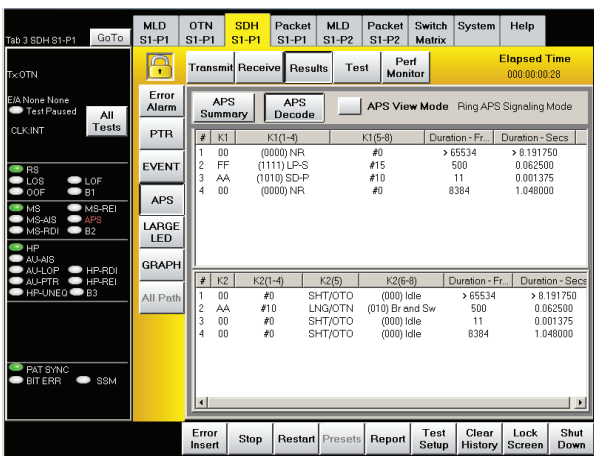 Tab 3 SDH S1-P1 GoTo
MLD S1-P1 OTN S1-P1 SDH S1-P1 Packet S1-P1 MLD S1-P2 Packet S1-P2 Switch Matrix System Help
Tx:OTN
E/A None None
Test Paused
All Tests
CLK:INT
RS
LOS LOF
OOF B1
MS MS-REI
MS-AIS APS
MS-RDI B2
HP
AU-AIS
AU-LOP HP-RDI
AU-PTR HP-REI
HP-UNEQ B3
PAT SYNC
BIT ERR SSM
Transmit Receive Results Test Perf Monitor
Elapsed Time
000:00:00:28
Error Alarm
PTR
EVENT
APS
LARGE LED
GRAPH
All Path
APS Summary APS Decode APS View Mode Ring APS Signaling Mode
# K1 K1(1-4) K1(5-8) Duration - Fr... Duration - Secs
1 00 (0000) NR #0 > 65534 > 8.191750
2 FF (1111) LP-S #15 500 0.062500
3 AA (1010) SD-P #10 11 0.001375
4 00 (0000) NR #0 8384 1.048000
# K2 K2(1-4) K2(5) K2(6-8) Duration - Fr... Duration - Secs
1 00 #0 SHT/OTO (000) Idle > 65534 > 8.191750
2 AA #10 LNG/OTN (010) Br and Sw 500 0.062500
3 00 #0 SHT/OTO (000) Idle 11 0.001375
4 00 #0 SHT/OTO (000) Idle 8384 1.048000
Error Insert Stop Restart Presets Report Test Setup Clear History Lock Screen Shut Down